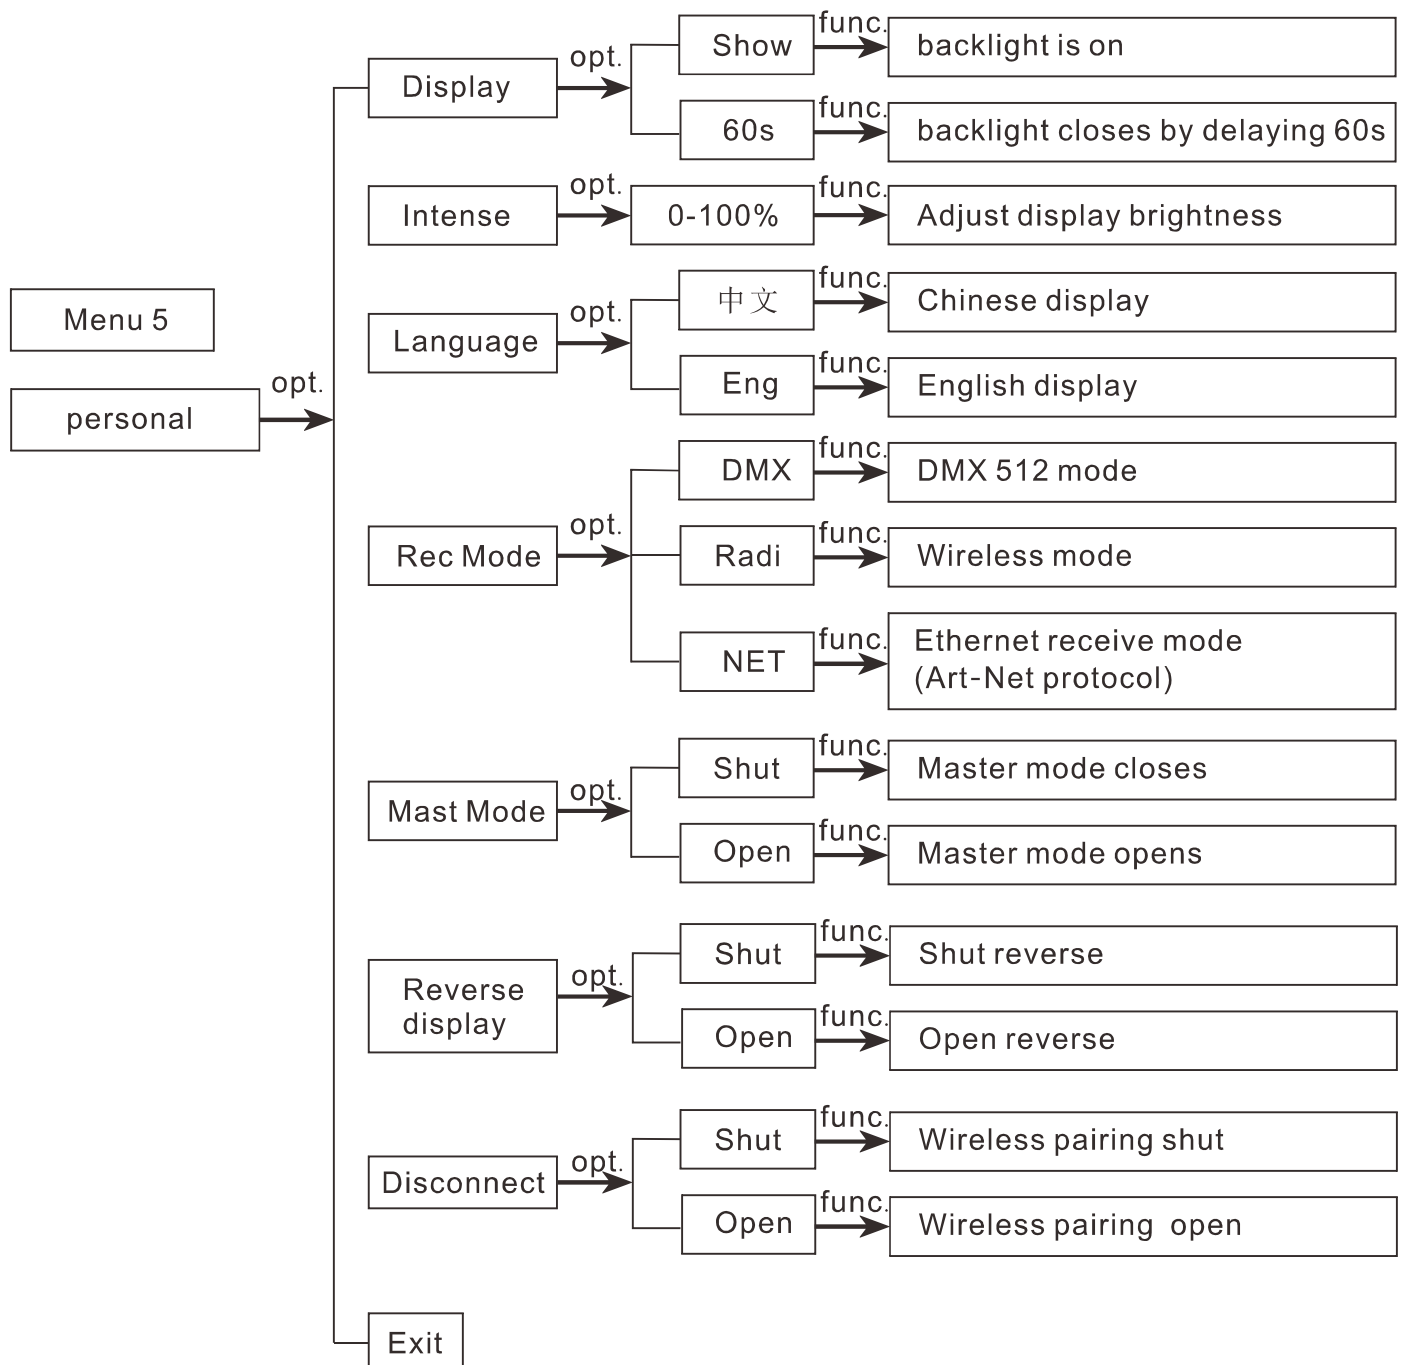 Menu 5
personal
opt.
Display
opt.
Show
func.
backlight is on
60s
func.
backlight closes by delaying 60s
Intense
opt.
0-100%
func.
Adjust display brightness
Language
opt.
中文
func.
Chinese display
Eng
func.
English display
Rec Mode
opt.
DMX
func.
DMX 512 mode
Radi
func.
Wireless mode
NET
func.
Ethernet receive mode
(Art-Net protocol)
Mast Mode
opt.
Shut
func.
Master mode closes
Open
func.
Master mode opens
Reverse
display
opt.
Shut
func.
Shut reverse
Open
func.
Open reverse
Disconnect
opt.
Shut
func.
Wireless pairing shut
Open
func.
Wireless pairing open
Exit